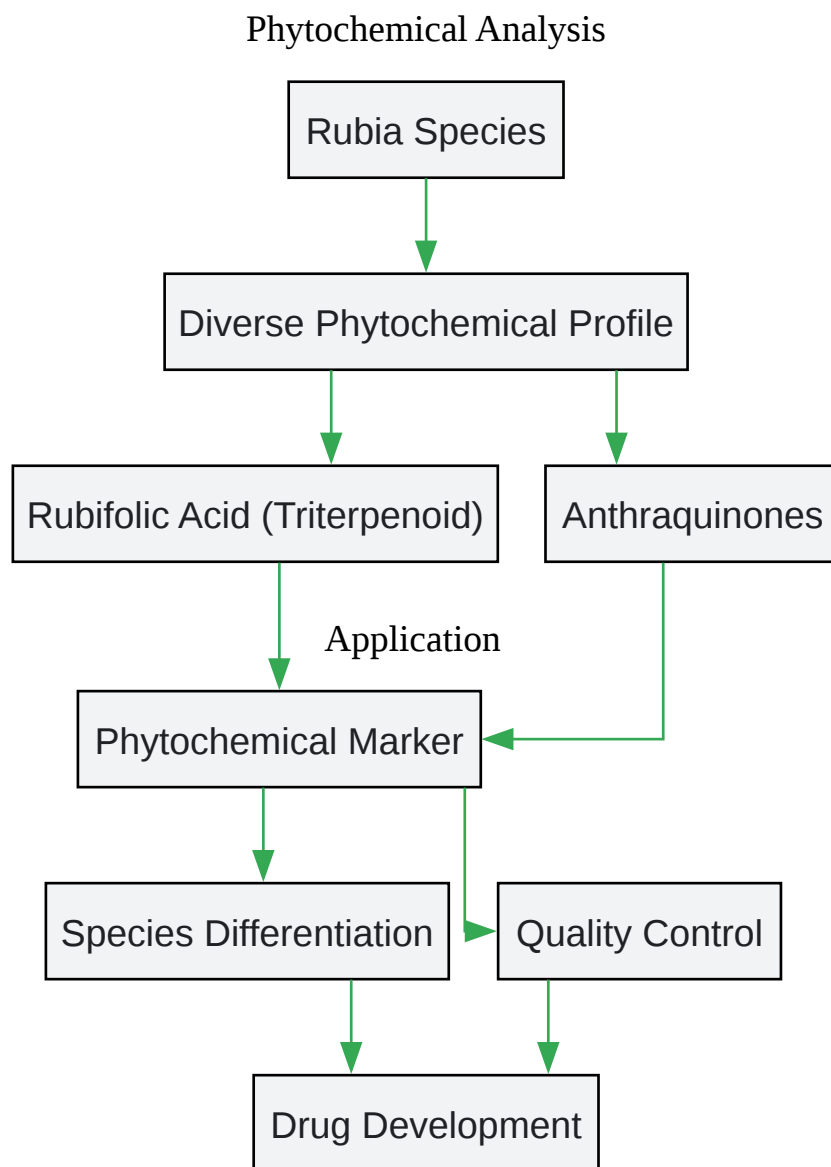 Phytochemical Analysis
Rubia Species
Diverse Phytochemical Profile
Rubifolic Acid (Triterpenoid)
Anthraquinones
Application
Phytochemical Marker
Species Differentiation
Quality Control
Drug Development